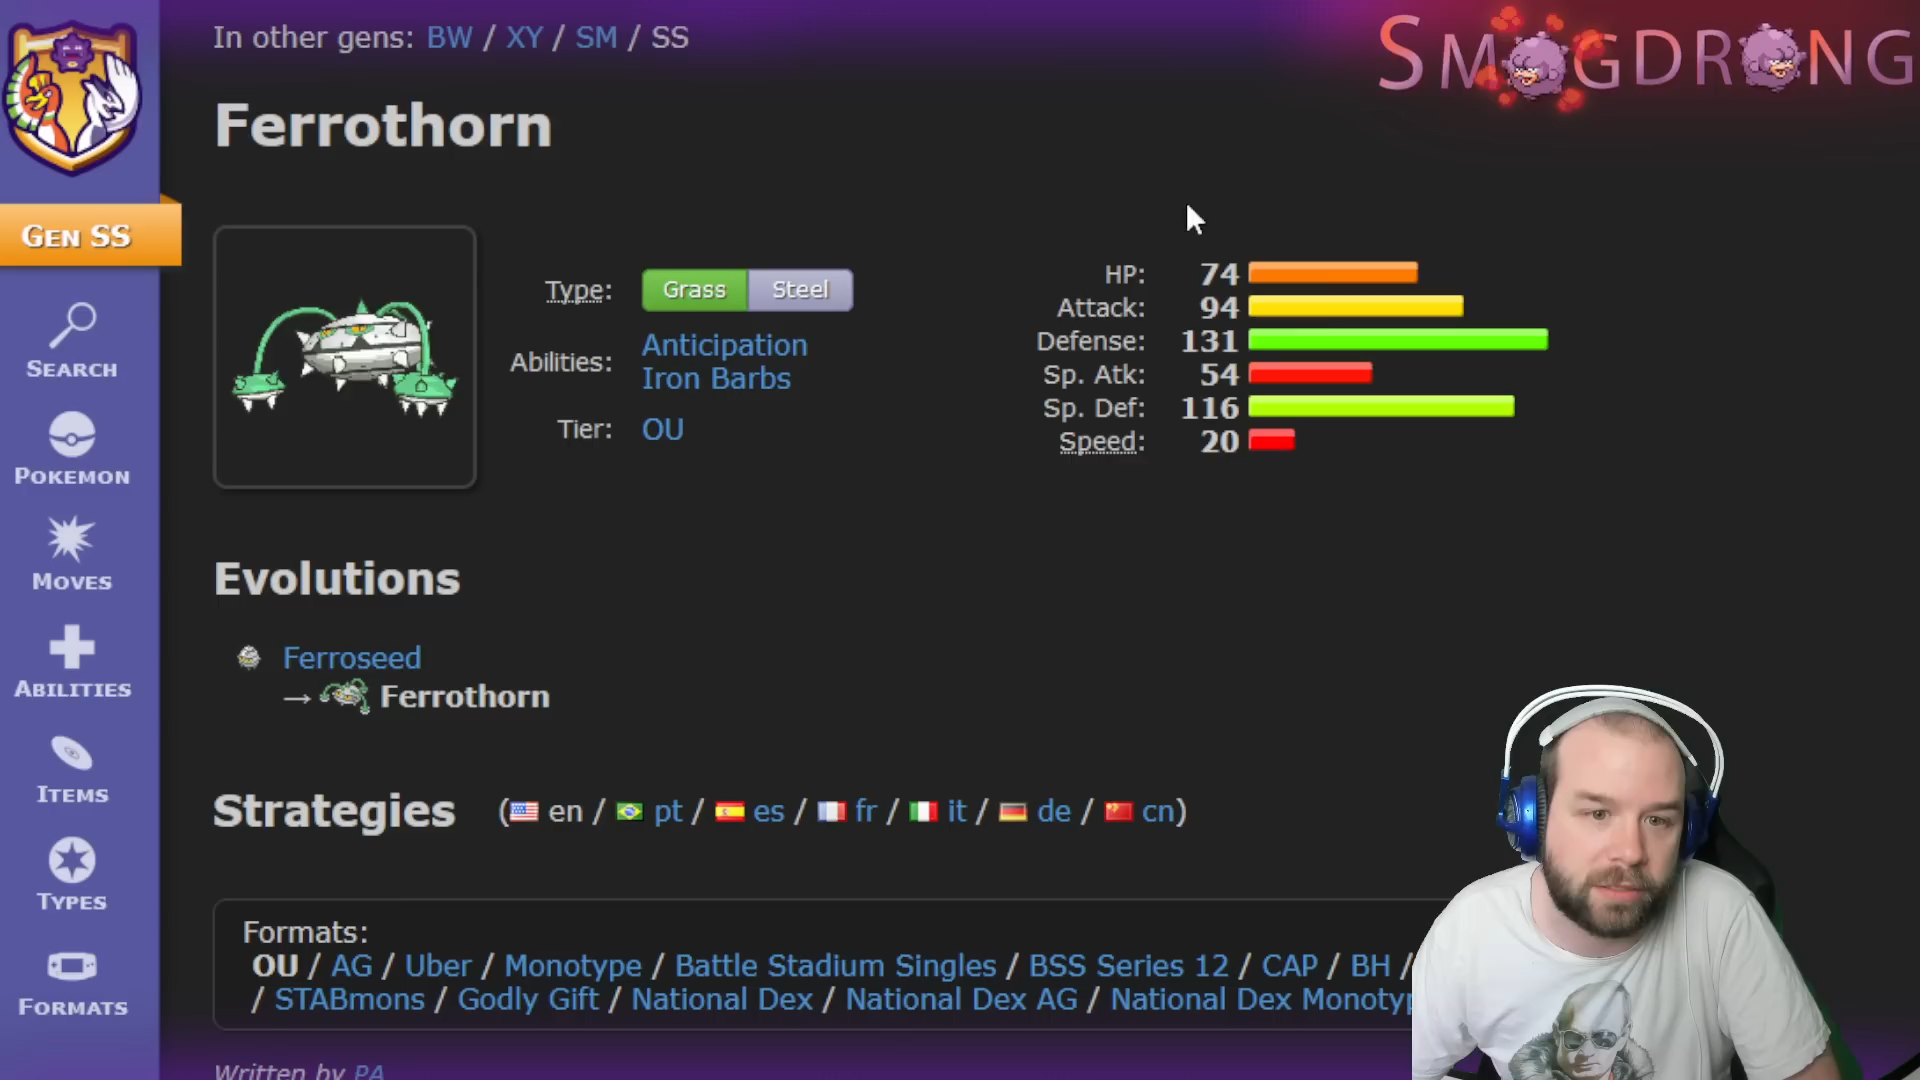 In other gens: BW / XY / SM / SS
SMOGDRONG
Ferrothorn
GEN SS
Type: Grass Steel
Abilities: Anticipation
Iron Barbs
Tier: OU
HP: 74
Attack: 94
Defense: 131
Sp. Atk: 54
Sp. Def: 116
Speed: 20
SEARCH
POKEMON
MOVES
ABILITIES
ITEMS
TYPES
FORMATS
Evolutions
Ferroseed
→ Ferrothorn
Strategies (en / pt / es / fr / it / de / cn)
Formats:
OU / AG / Uber / Monotype / Battle Stadium Singles / BSS Series 12 / CAP / BH /
/ STABmons / Godly Gift / National Dex / National Dex AG / National Dex Monotyp
Written by PA